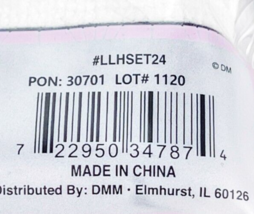 #LLHSET24
© DM
PON: 30701 LOT# 1120
7 22950 34787 4
MADE IN CHINA
Distributed By: DMM • Elmhurst, IL 60126